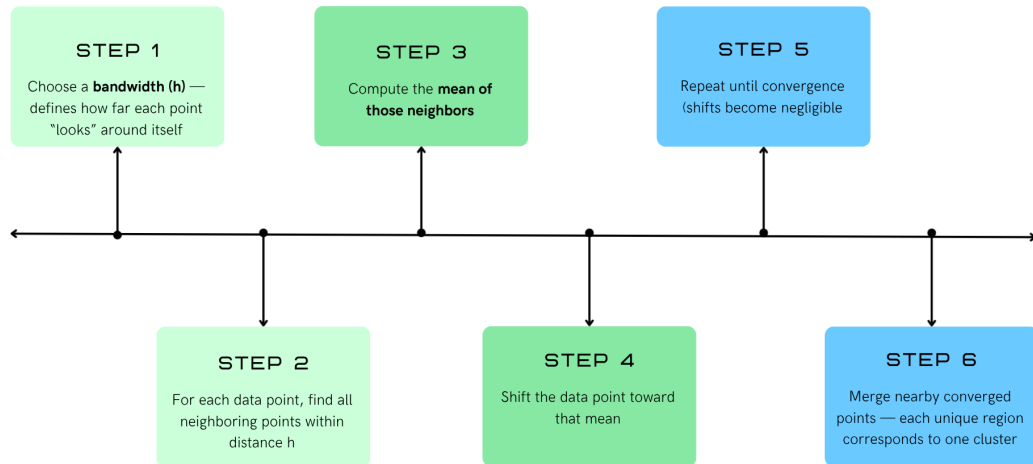 STEP 1
Choose a bandwidth (h) —
defines how far each point
“looks” around itself
STEP 2
For each data point, find all
neighboring points within
distance h
STEP 3
Compute the mean of
those neighbors
STEP 4
Shift the data point toward
that mean
STEP 5
Repeat until convergence
(shifts become negligible
STEP 6
Merge nearby converged
points — each unique region
corresponds to one cluster